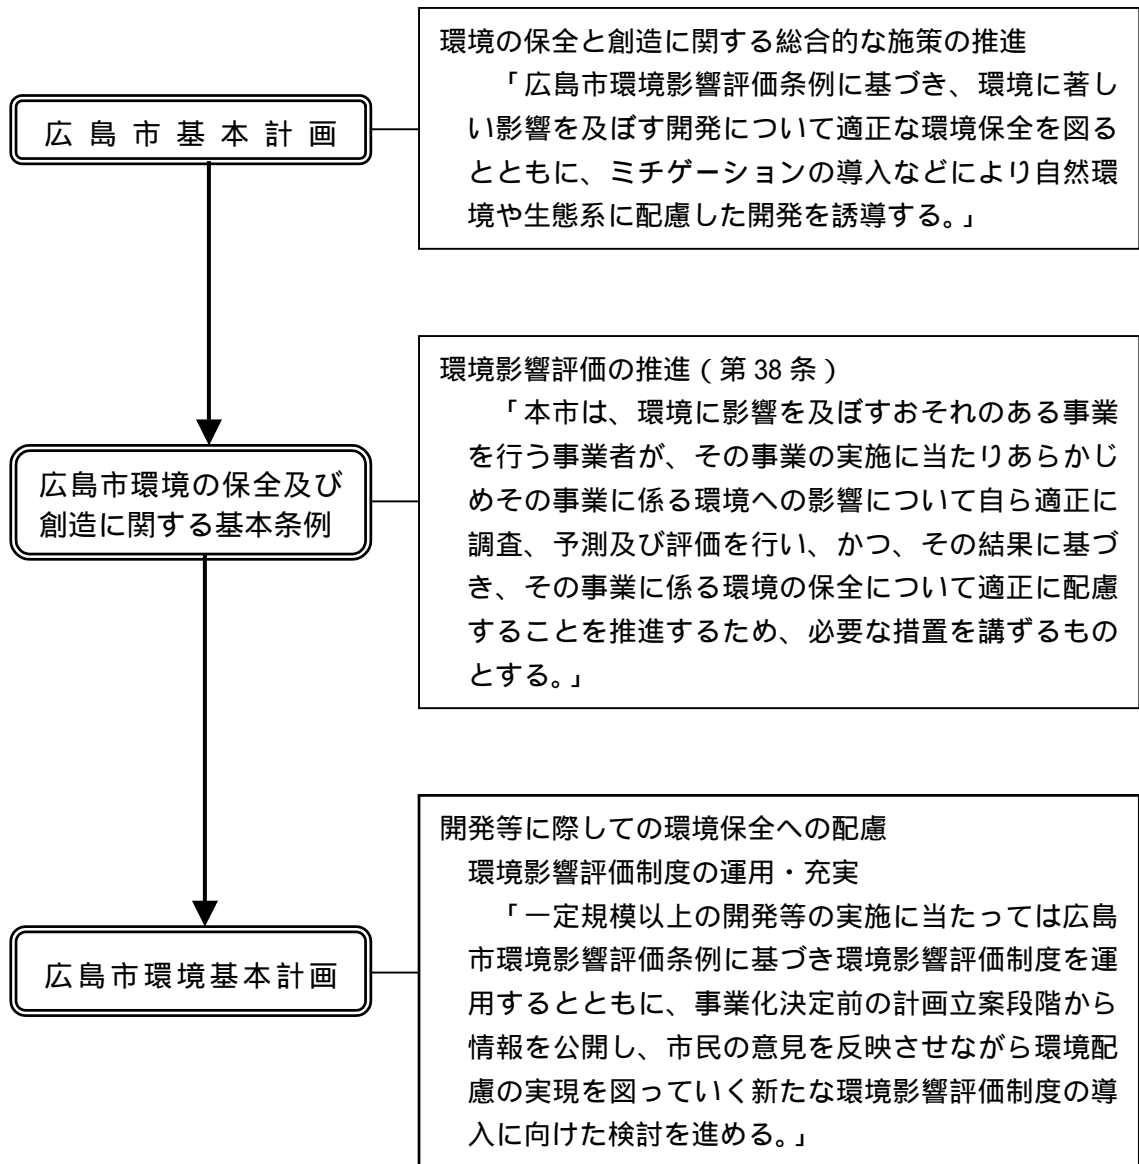 広島市基本計画
環境の保全と創造に関する総合的な施策の推進
「広島市環境影響評価条例に基づき、環境に著し
い影響を及ぼす開発について適正な環境保全を図る
とともに、ミチゲーションの導入などにより自然環
境や生態系に配慮した開発を誘導する。」
広島市環境の保全及び
創造に関する基本条例
環境影響評価の推進（第38条）
「本市は、環境に影響を及ぼすおそれのある事業
を行う事業者が、その事業の実施に当たりあらかじ
めその事業に係る環境への影響について自ら適正に
調査、予測及び評価を行い、かつ、その結果に基づ
き、その事業に係る環境の保全について適正に配慮
することを推進するため、必要な措置を講ずるもの
とする。」
広島市環境基本計画
開発等に際しての環境保全への配慮
環境影響評価制度の運用・充実
「一定規模以上の開発等の実施に当たっては広島
市環境影響評価条例に基づき環境影響評価制度を運
用するとともに、事業化決定前の計画立案段階から
情報を公開し、市民の意見を反映させながら環境配
慮の実現を図っていく新たな環境影響評価制度の導
入に向けた検討を進める。」